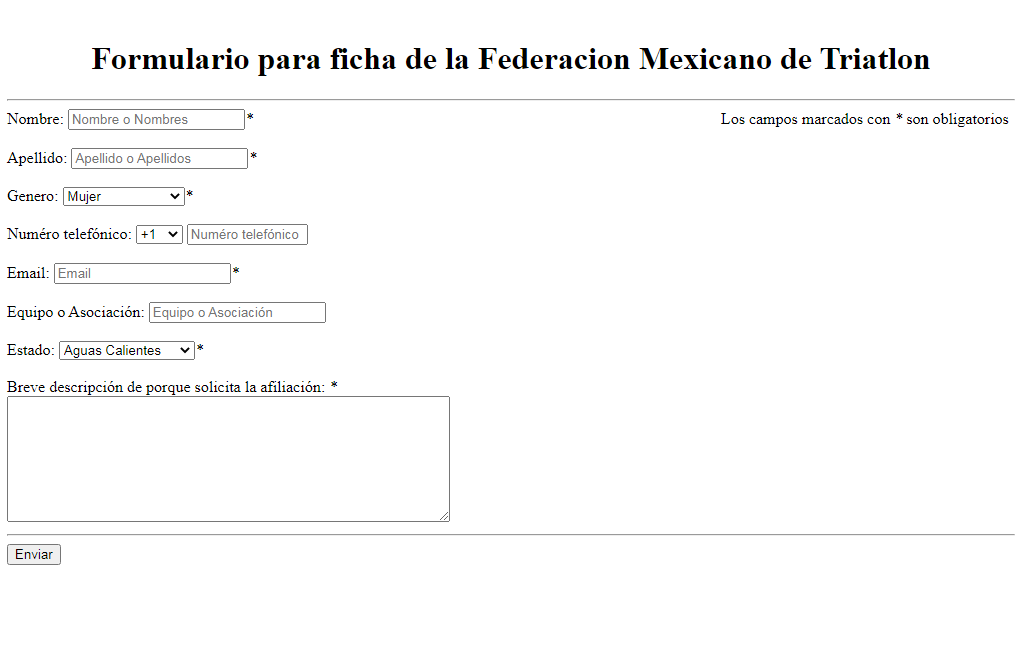 Formulario para ficha de la Federacion Mexicano de Triatlon
Nombre: Nombre o Nombres * Los campos marcados con * son obligatorios
Apellido: Apellido o Apellidos *
Genero: Mujer *
Numéro telefónico: +1 Numéro telefónico
Email: Email *
Equipo o Asociación: Equipo o Asociación
Estado: Aguas Calientes *
Breve descripción de porque solicita la afiliación: *
Enviar